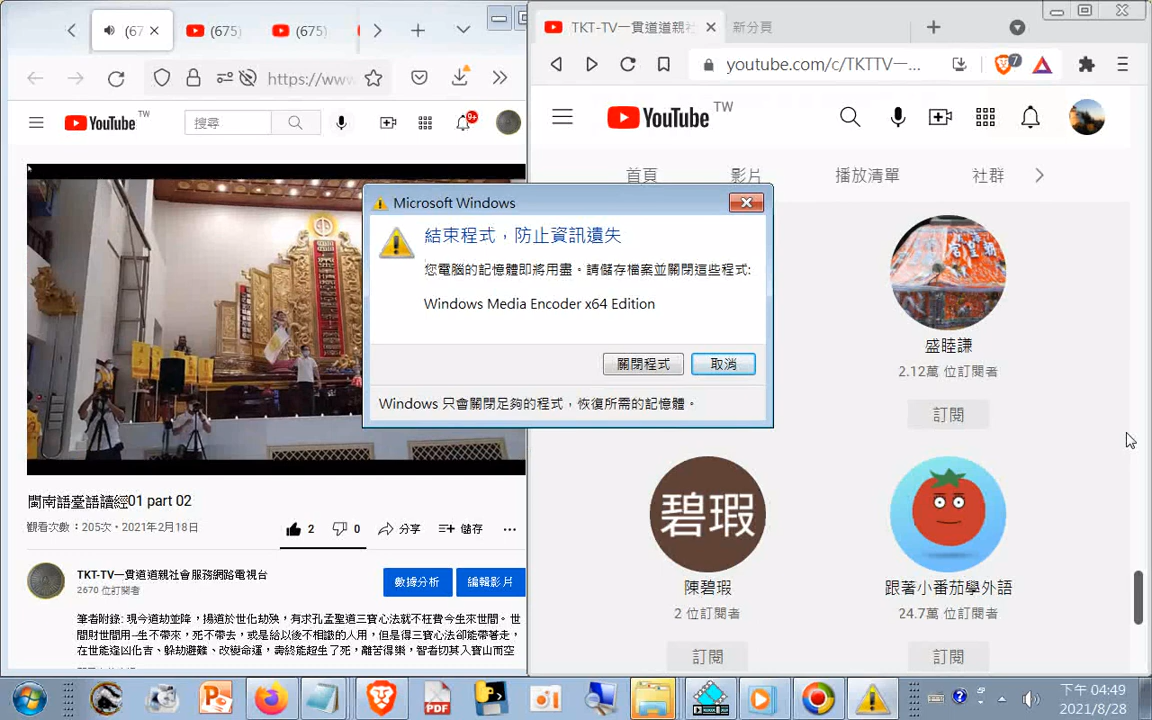 (67
(675)
(675)
https://www
YouTube TW
搜尋
9+
閩南語臺語讀經01 part 02
觀看次數：205次・2021年2月18日
2
0
分享
儲存
TKT-TV一貫道道親社會服務網路電視台
2670 位訂閱者
數據分析
編輯影片
筆者附錄: 現今道劫並降，揚道於世化劫殃，有求孔孟聖道三寶心法就不枉費今生來世間。世
間財世間用─生不帶來，死不帶去，或是給以後不相識的人用，但是得三寶心法卻能帶著走，
在世能逢凶化吉、躲劫避難、改變命運，壽終能超生了死，離苦得樂，智者切莫入寶山而空
Microsoft Windows
結束程式，防止資訊遺失
您電腦的記憶體即將用盡。請儲存檔案並關閉這些程式:
Windows Media Encoder x64 Edition
關閉程式
取消
Windows 只會關閉足夠的程式，恢復所需的記憶體。
TKT-TV一貫道道親社
新分頁
youtube.com/c/TKTTV一...
7
YouTube TW
首頁
影片
播放清單
社群
盛睦謙
2.12萬 位訂閱者
訂閱
碧瑕
陳碧瑕
2 位訂閱者
訂閱
跟著小番茄學外語
24.7萬 位訂閱者
訂閱
PDF
下午 04:49
2021/8/28